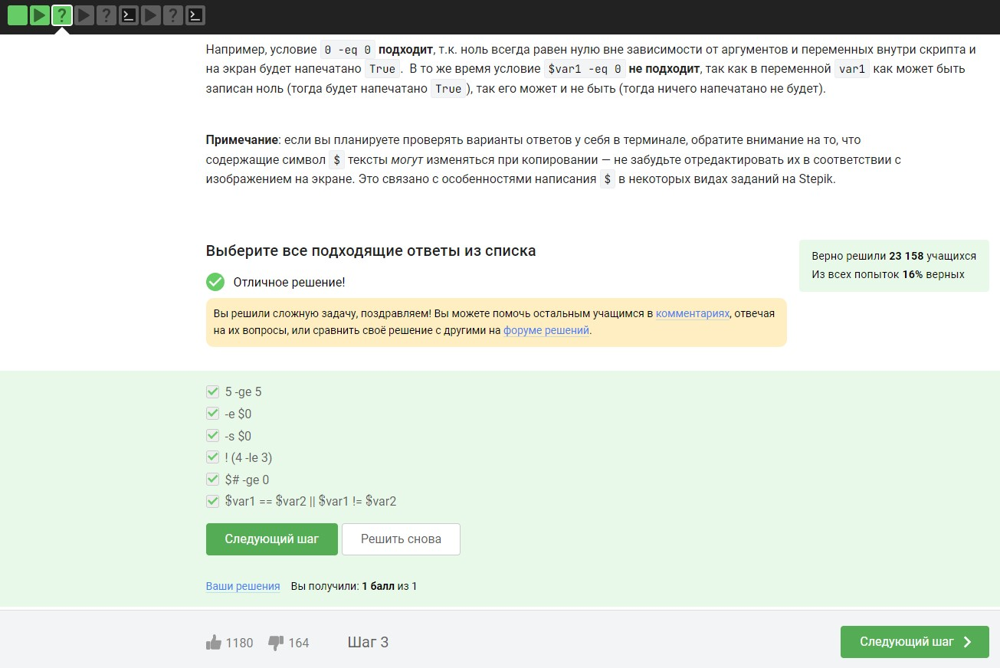 Например, условие 0 -eq 0 подходит, т.к. ноль всегда равен нулю вне зависимости от аргументов и переменных внутри скрипта и
на экран будет напечатано True . В то же время условие $var1 -eq 0 не подходит, так как в переменной var1 как может быть
записан ноль (тогда будет напечатано True ), так его может и не быть (тогда ничего напечатано не будет).
Примечание: если вы планируете проверять варианты ответов у себя в терминале, обратите внимание на то, что
содержащие символ $ тексты могут изменяться при копировании — не забудьте отредактировать их в соответствии с
изображением на экране. Это связано с особенностями написания $ в некоторых видах заданий на Stepik.
Выберите все подходящие ответы из списка
Верно решили 23 158 учащихся
Из всех попыток 16% верных
Отличное решение!
Вы решили сложную задачу, поздравляем! Вы можете помочь остальным учащимся в комментариях, отвечая
на их вопросы, или сравнить своё решение с другими на форуме решений.
5 -ge 5
-e $0
-s $0
! (4 -le 3)
$# -ge 0
$var1 == $var2 || $var1 != $var2
Следующий шаг
Решить снова
Ваши решения Вы получили: 1 балл из 1
1180 164 Шаг 3
Следующий шаг